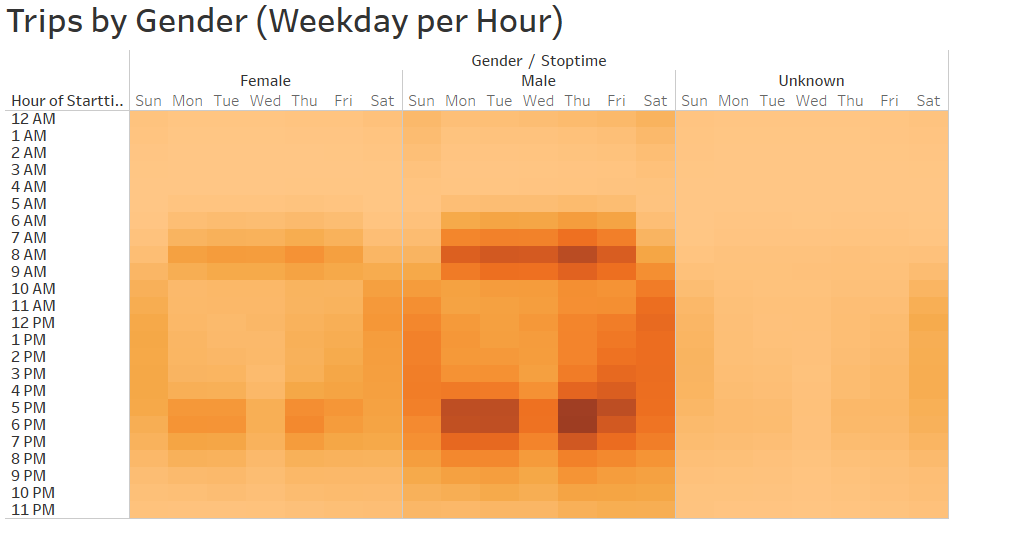 Trips by Gender (Weekday per Hour)
Gender / Stoptime
Female Male Unknown
Hour of Startti.. Sun Mon Tue Wed Thu Fri Sat Sun Mon Tue Wed Thu Fri Sat Sun Mon Tue Wed Thu Fri Sat
12 AM
1 AM
2 AM
3 AM
4 AM
5 AM
6 AM
7 AM
8 AM
9 AM
10 AM
11 AM
12 PM
1 PM
2 PM
3 PM
4 PM
5 PM
6 PM
7 PM
8 PM
9 PM
10 PM
11 PM